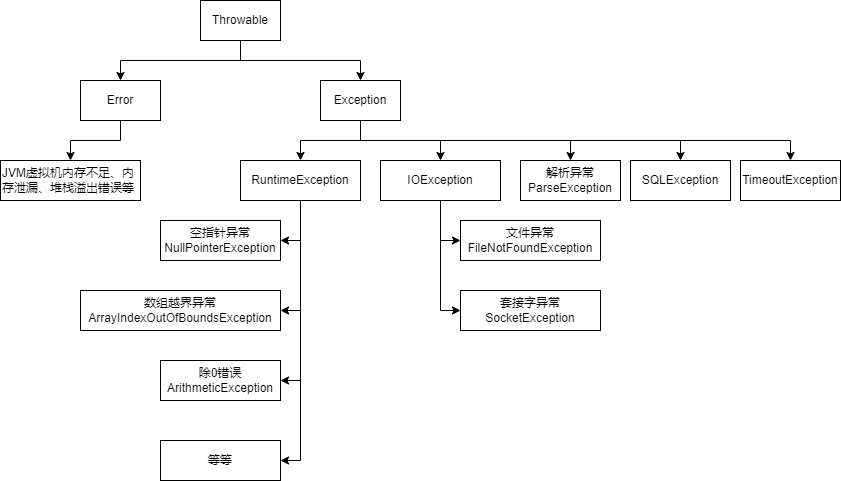 Throwable
Error
Exception
JVM虚拟机内存不足、内
存泄漏、堆栈溢出错误等
RuntimeException
IOException
解析异常
ParseException
SQLException
TimeoutException
空指针异常
NullPointerException
文件异常
FileNotFoundException
数组越界异常
ArrayIndexOutOfBoundsException
套接字异常
SocketException
除0错误
ArithmeticException
等等